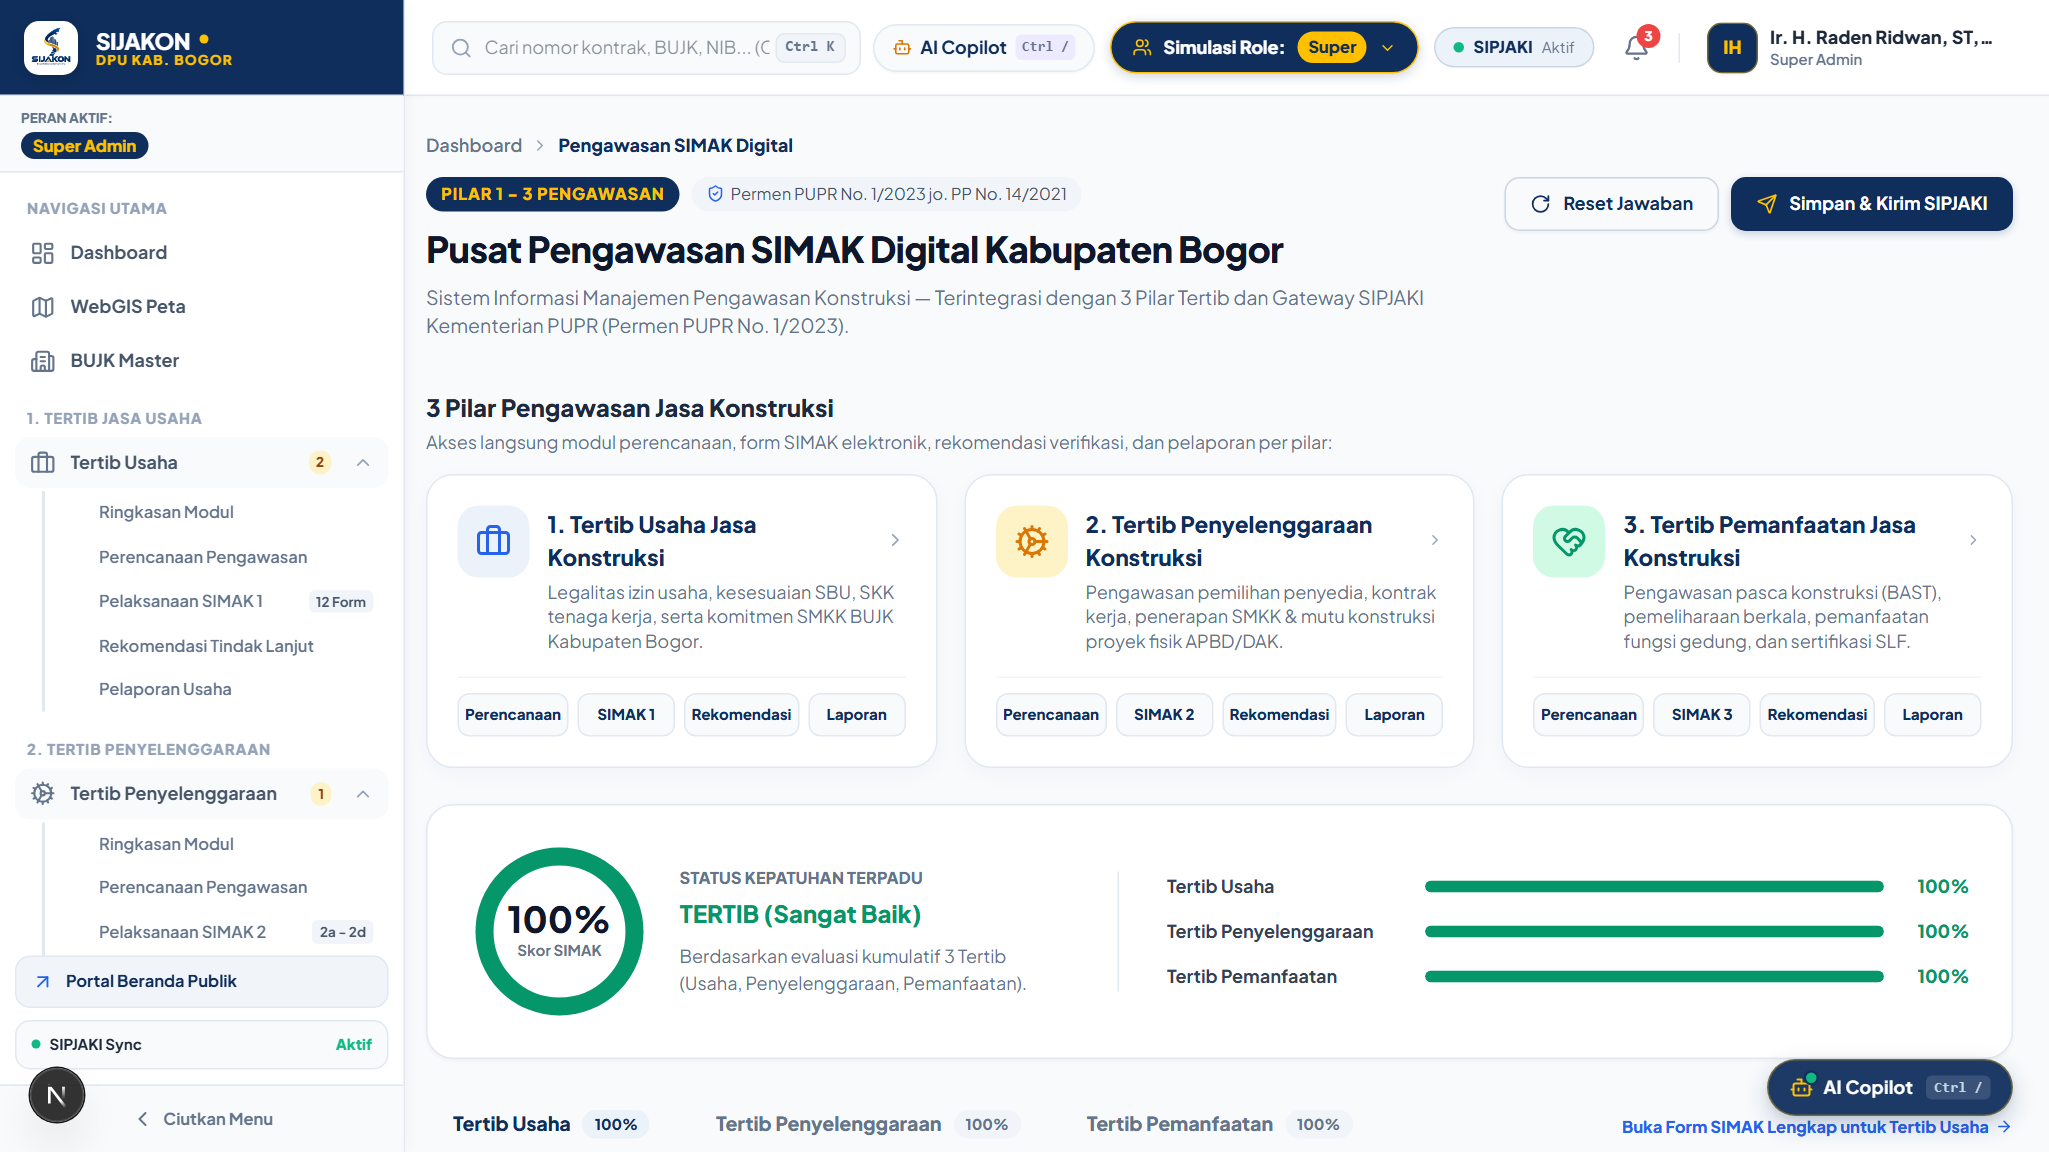 SIJAKON
DPU KAB. BOGOR
SIJAKON
Cari nomor kontrak, BUJK, NIB... (C
Ctrl K
AI Copilot
Ctrl /
Simulasi Role:
Super
SIPJAKI Aktif
3
IH
Ir. H. Raden Ridwan, ST,...
Super Admin
PERAN AKTIF:
Super Admin
NAVIGASI UTAMA
Dashboard
WebGIS Peta
BUJK Master
1. TERTIB JASA USAHA
Tertib Usaha
2
Ringkasan Modul
Perencanaan Pengawasan
Pelaksanaan SIMAK 1
12 Form
Rekomendasi Tindak Lanjut
Pelaporan Usaha
2. TERTIB PENYELENGGARAAN
Tertib Penyelenggaraan
1
Ringkasan Modul
Perencanaan Pengawasan
Pelaksanaan SIMAK 2
2a - 2d
Portal Beranda Publik
SIPJAKI Sync
Aktif
N
Ciutkan Menu
Dashboard
Pengawasan SIMAK Digital
PILAR 1 - 3 PENGAWASAN
Permen PUPR No. 1/2023 jo. PP No. 14/2021
Reset Jawaban
Simpan & Kirim SIPJAKI
Pusat Pengawasan SIMAK Digital Kabupaten Bogor
Sistem Informasi Manajemen Pengawasan Konstruksi — Terintegrasi dengan 3 Pilar Tertib dan Gateway SIPJAKI
Kementerian PUPR (Permen PUPR No. 1/2023).
3 Pilar Pengawasan Jasa Konstruksi
Akses langsung modul perencanaan, form SIMAK elektronik, rekomendasi verifikasi, dan pelaporan per pilar:
1. Tertib Usaha Jasa
Konstruksi
Legalitas izin usaha, kesesuaian SBU, SKK
tenaga kerja, serta komitmen SMKK BUJK
Kabupaten Bogor.
Perencanaan
SIMAK 1
Rekomendasi
Laporan
2. Tertib Penyelenggaraan
Konstruksi
Pengawasan pemilihan penyedia, kontrak
kerja, penerapan SMKK & mutu konstruksi
proyek fisik APBD/DAK.
Perencanaan
SIMAK 2
Rekomendasi
Laporan
3. Tertib Pemanfaatan Jasa
Konstruksi
Pengawasan pasca konstruksi (BAST),
pemeliharaan berkala, pemanfaatan
fungsi gedung, dan sertifikasi SLF.
Perencanaan
SIMAK 3
Rekomendasi
Laporan
100%
Skor SIMAK
STATUS KEPATUHAN TERPADU
TERTIB (Sangat Baik)
Berdasarkan evaluasi kumulatif 3 Tertib
(Usaha, Penyelenggaraan, Pemanfaatan).
Tertib Usaha
100%
Tertib Penyelenggaraan
100%
Tertib Pemanfaatan
100%
AI Copilot
Ctrl /
Tertib Usaha
100%
Tertib Penyelenggaraan
100%
Tertib Pemanfaatan
100%
Buka Form SIMAK Lengkap untuk Tertib Usaha